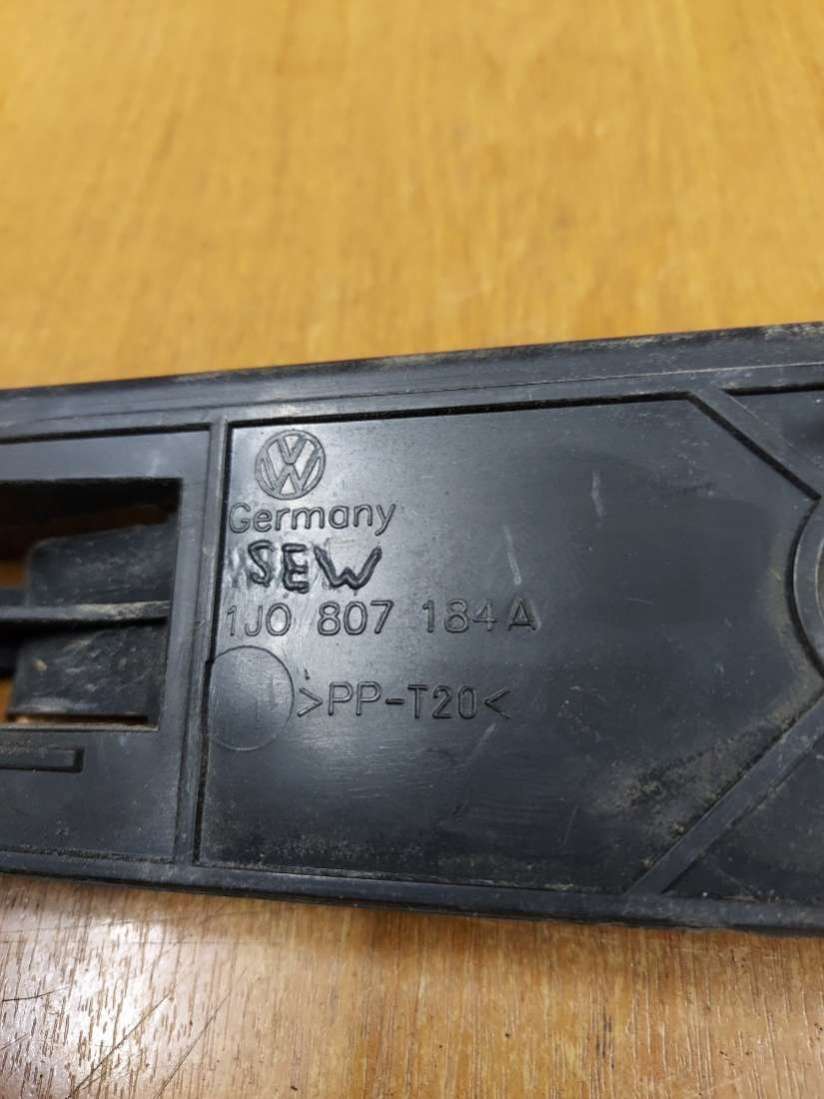 Germany
SEW
1J0 807 184 A
>PP-T20<